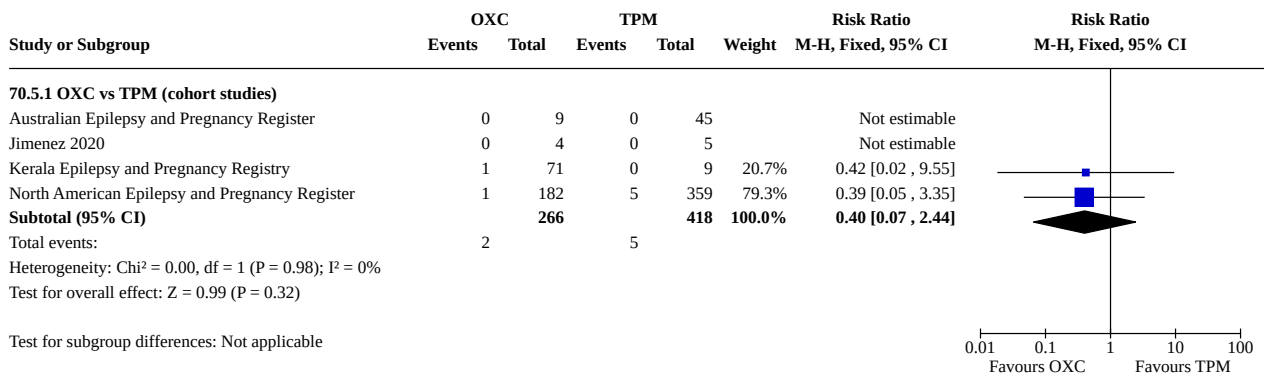 OXC TPM Risk Ratio Risk Ratio
Study or Subgroup Events Total Events Total Weight M-H, Fixed, 95% CI M-H, Fixed, 95% CI
70.5.1 OXC vs TPM (cohort studies)
Australian Epilepsy and Pregnancy Register 0 9 0 45 Not estimable
Jimenez 2020 0 4 0 5 Not estimable
Kerala Epilepsy and Pregnancy Registry 1 71 0 9 20.7% 0.42 [0.02 , 9.55]
North American Epilepsy and Pregnancy Register 1 182 5 359 79.3% 0.39 [0.05 , 3.35]
Subtotal (95% CI) 266 418 100.0% 0.40 [0.07 , 2.44]
Total events: 2 5
Heterogeneity: Chi² = 0.00, df = 1 (P = 0.98); I² = 0%
Test for overall effect: Z = 0.99 (P = 0.32)
Test for subgroup differences: Not applicable
0.01 0.1 1 10 100
Favours OXC Favours TPM